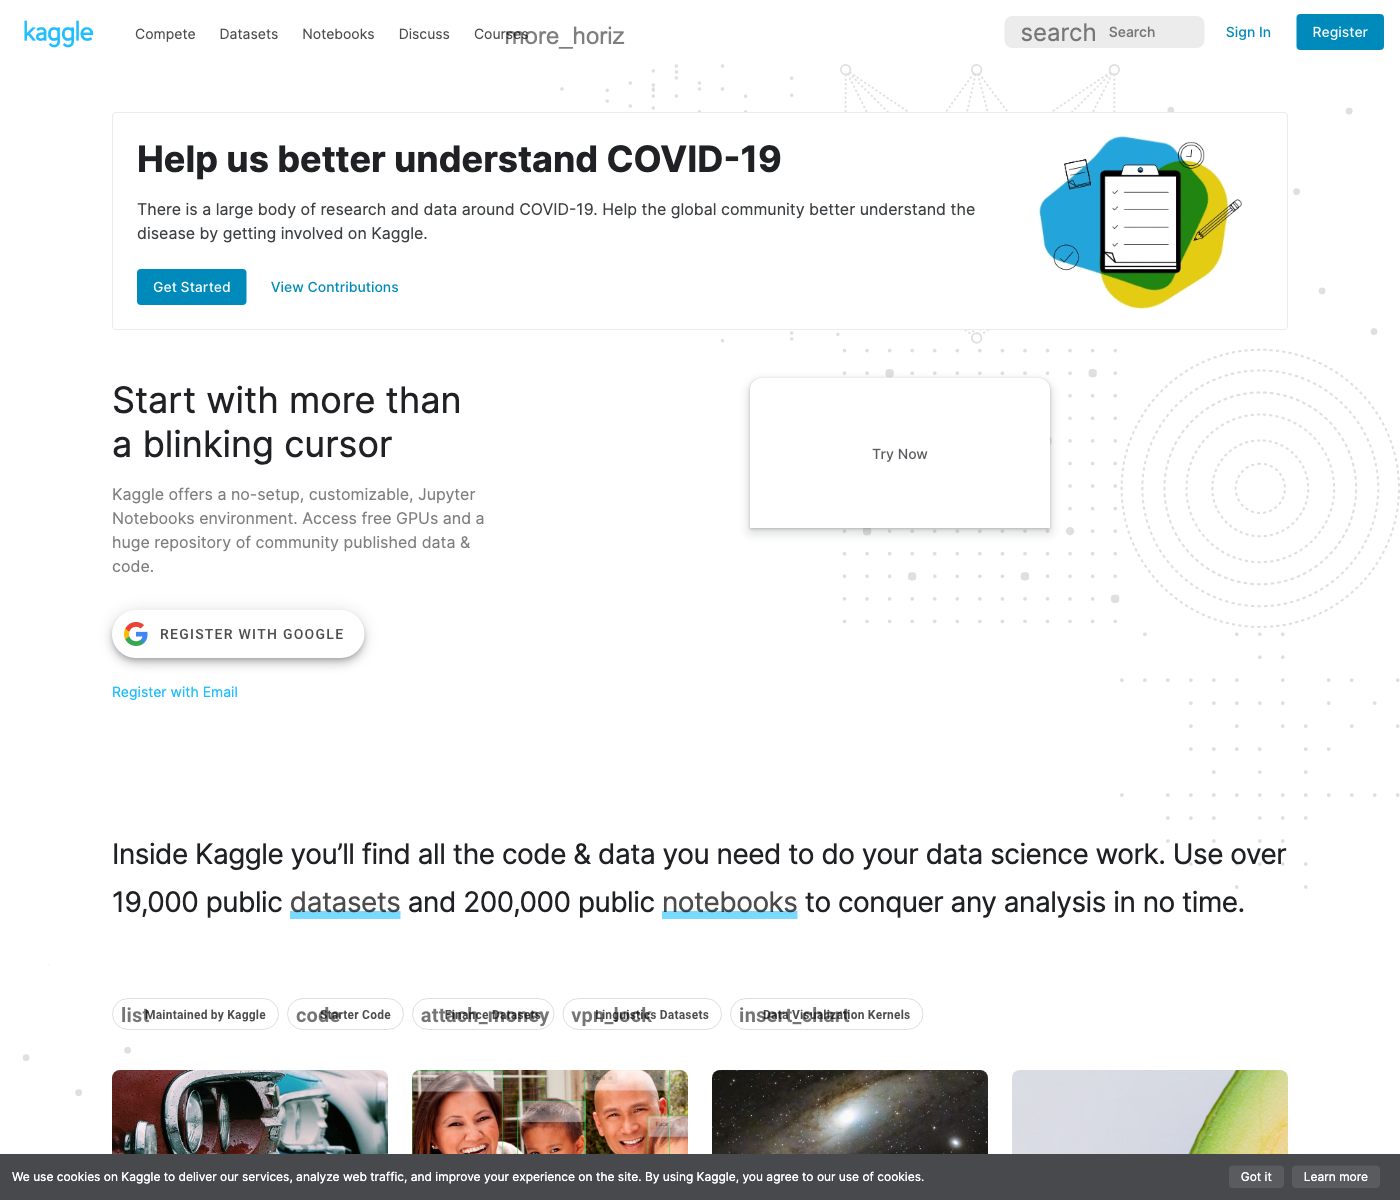 kaggle
Compete Datasets Notebooks Discuss Courses more_horiz
search Search Sign In Register
Help us better understand COVID-19
There is a large body of research and data around COVID-19. Help the global community better understand the
disease by getting involved on Kaggle.
Get Started View Contributions
Start with more than
a blinking cursor
Kaggle offers a no-setup, customizable, Jupyter
Notebooks environment. Access free GPUs and a
huge repository of community published data &
code.
REGISTER WITH GOOGLE
Register with Email
Try Now
Inside Kaggle you’ll find all the code & data you need to do your data science work. Use over
19,000 public datasets and 200,000 public notebooks to conquer any analysis in no time.
list Maintained by Kaggle code Starter Code attach_money Finance Datasets vpn_lock Linguistics Datasets insert_chart Data Visualization Kernels
We use cookies on Kaggle to deliver our services, analyze web traffic, and improve your experience on the site. By using Kaggle, you agree to our use of cookies.
Got it Learn more